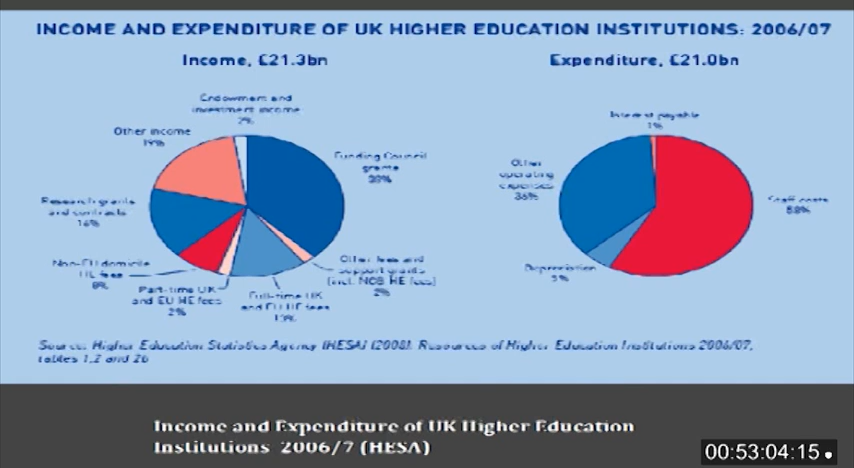 INCOME AND EXPENDITURE OF UK HIGHER EDUCATION INSTITUTIONS: 2006/07
Income, £21.3bn
Expenditure, £21.0bn
Endowment and
investment income
2%
Other income
19%
Funding Council
grants
38%
Research grants
and contracts
16%
Non-EU domicile
HE fees
8%
Part-time UK
and EU HE fees
2%
Full-time UK
and EU HE fees
13%
Other fees and
support grants
(incl. NCB HE fees)
2%
Interest payable
1%
Other
operating
expenses
36%
Staff costs
58%
Depreciation
5%
Source: Higher Education Statistics Agency (HESA) (2008), Resources of Higher Education Institutions 2006/07,
tables 1,2 and 2b
Income and Expenditure of UK Higher Education
Institutions 2006/7 (HESA)
00:53:04:15